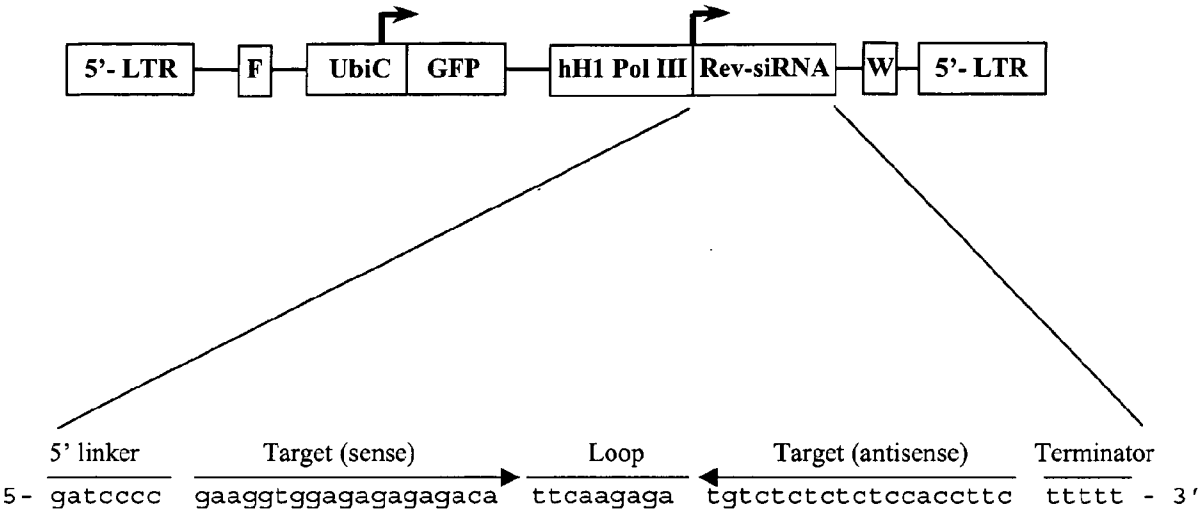 5'- LTR F UbiC GFP hH1 Pol III Rev-siRNA W 5'- LTR
5' linker Target (sense) Loop Target (antisense) Terminator
5- gatcccc gaaggtggagagagagaca ttcaagaga tgtctctctctccaccttc ttttt - 3'